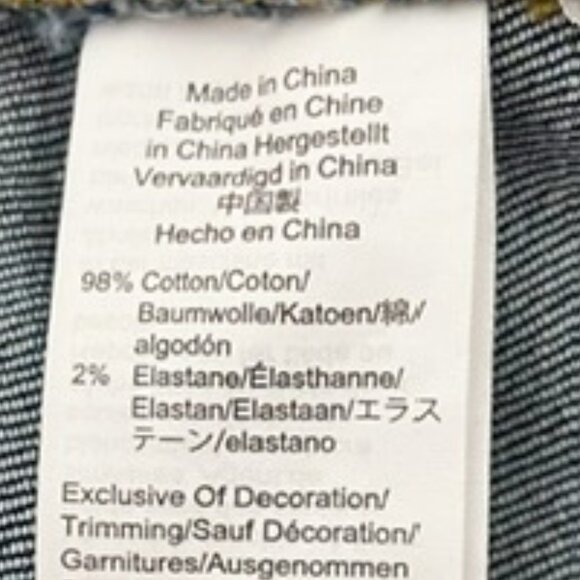 Made in China
Fabriqué en Chine
in China Hergestellt
Vervaardigd in China
中国製
Hecho en China
98% Cotton/Coton/
Baumwolle/Katoen/綿/
algodón
2% Elastane/Élasthanne/
Elastan/Elastaan/エラス
テーン/elastano
Exclusive Of Decoration/
Trimming/Sauf Décoration/
Garnitures/Ausgenommen